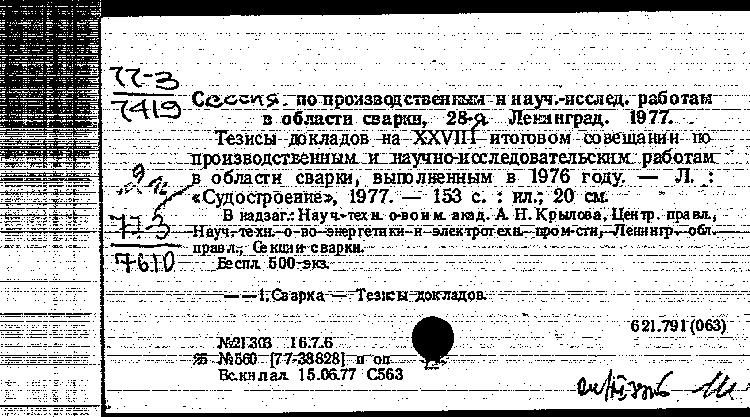 77-3
7419
Сессия по производственным и науч.-исслед. работам
в области сварки, 28-я. Ленинград. 1977.
Тезисы докладов на XXVIII итоговом совещании по
производственным и научно-исследовательским работам
в области сварки, выполненным в 1976 году. — Л. :
«Судостроение», 1977. — 153 с. : ил.; 20 см.
В надзаг.: Науч.-техн. о-во им. акад. А. Н. Крылова, Центр. правл.,
Науч.-техн. о-во энергетики и электротехн. пром-сти, Ленингр. обл.
правл., Секции сварки.
Беспл. 500 экз.
77-3
7610
— — 1. Сварка — Тезисы докладов.
621.791(063)
№21303 16.7.6
№560 [77-38828] п оп
Вс.кн.пал. 15.06.77 С563